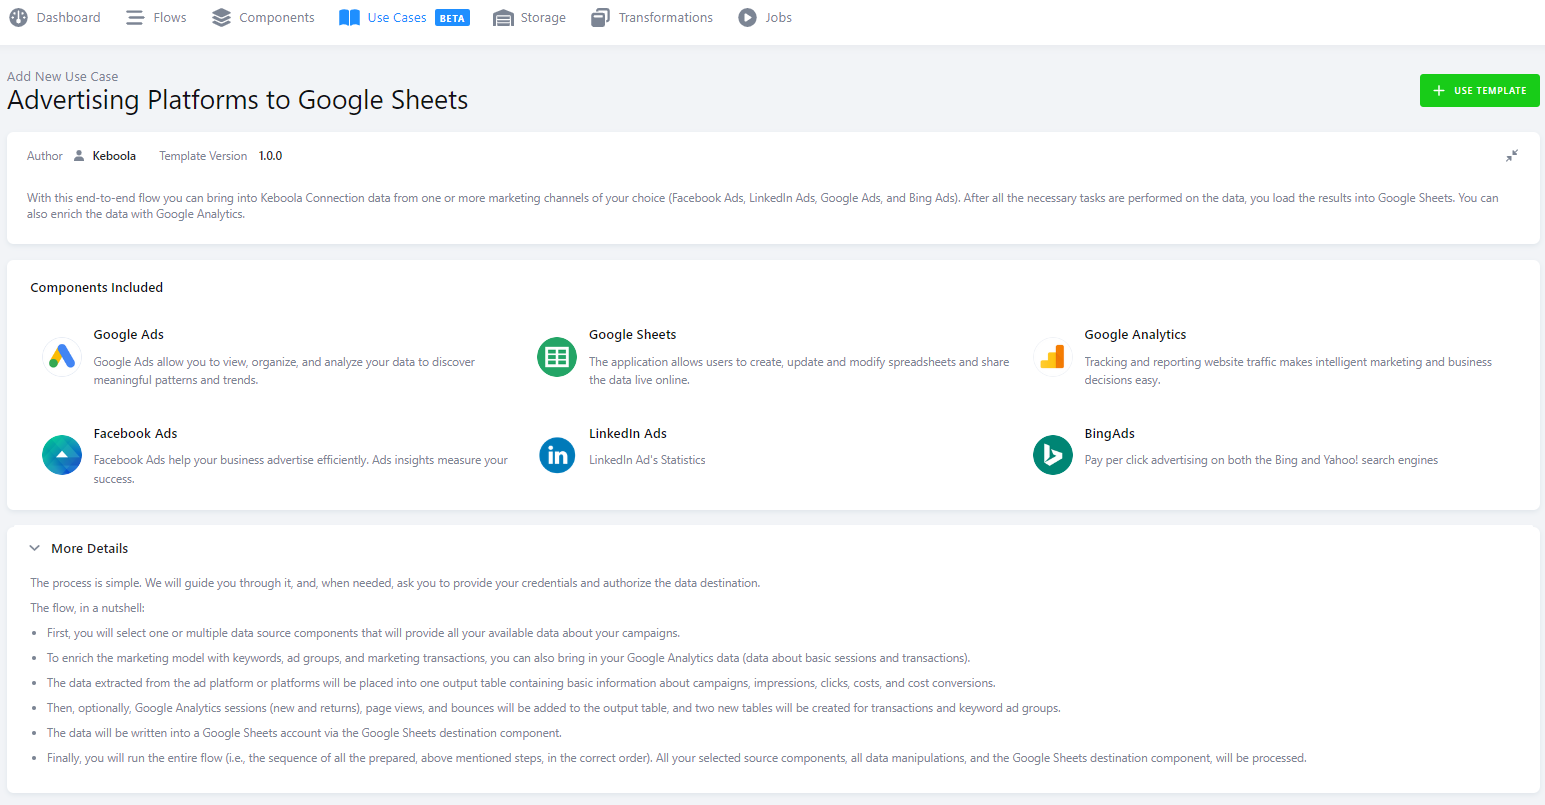 Dashboard Flows Components Use Cases BETA Storage Transformations Jobs
Add New Use Case
Advertising Platforms to Google Sheets
USE TEMPLATE
Author Keboola Template Version 1.0.0
With this end-to-end flow you can bring into Keboola Connection data from one or more marketing channels of your choice (Facebook Ads, LinkedIn Ads, Google Ads, and Bing Ads). After all the necessary tasks are performed on the data, you load the results into Google Sheets. You can
also enrich the data with Google Analytics.
Components Included
Google Ads
Google Ads allow you to view, organize, and analyze your data to discover
meaningful patterns and trends.
Google Sheets
The application allows users to create, update and modify spreadsheets and share
the data live online.
Google Analytics
Tracking and reporting website traffic makes intelligent marketing and business
decisions easy.
Facebook Ads
Facebook Ads help your business advertise efficiently. Ads insights measure your
success.
in
LinkedIn Ads
LinkedIn Ad's Statistics
BingAds
Pay per click advertising on both the Bing and Yahoo! search engines
More Details
The process is simple. We will guide you through it, and, when needed, ask you to provide your credentials and authorize the data destination.
The flow, in a nutshell:
• First, you will select one or multiple data source components that will provide all your available data about your campaigns.
• To enrich the marketing model with keywords, ad groups, and marketing transactions, you can also bring in your Google Analytics data (data about basic sessions and transactions).
• The data extracted from the ad platform or platforms will be placed into one output table containing basic information about campaigns, impressions, clicks, costs, and cost conversions.
• Then, optionally, Google Analytics sessions (new and returns), page views, and bounces will be added to the output table, and two new tables will be created for transactions and keyword ad groups.
• The data will be written into a Google Sheets account via the Google Sheets destination component.
• Finally, you will run the entire flow (i.e., the sequence of all the prepared, above mentioned steps, in the correct order). All your selected source components, all data manipulations, and the Google Sheets destination component, will be processed.